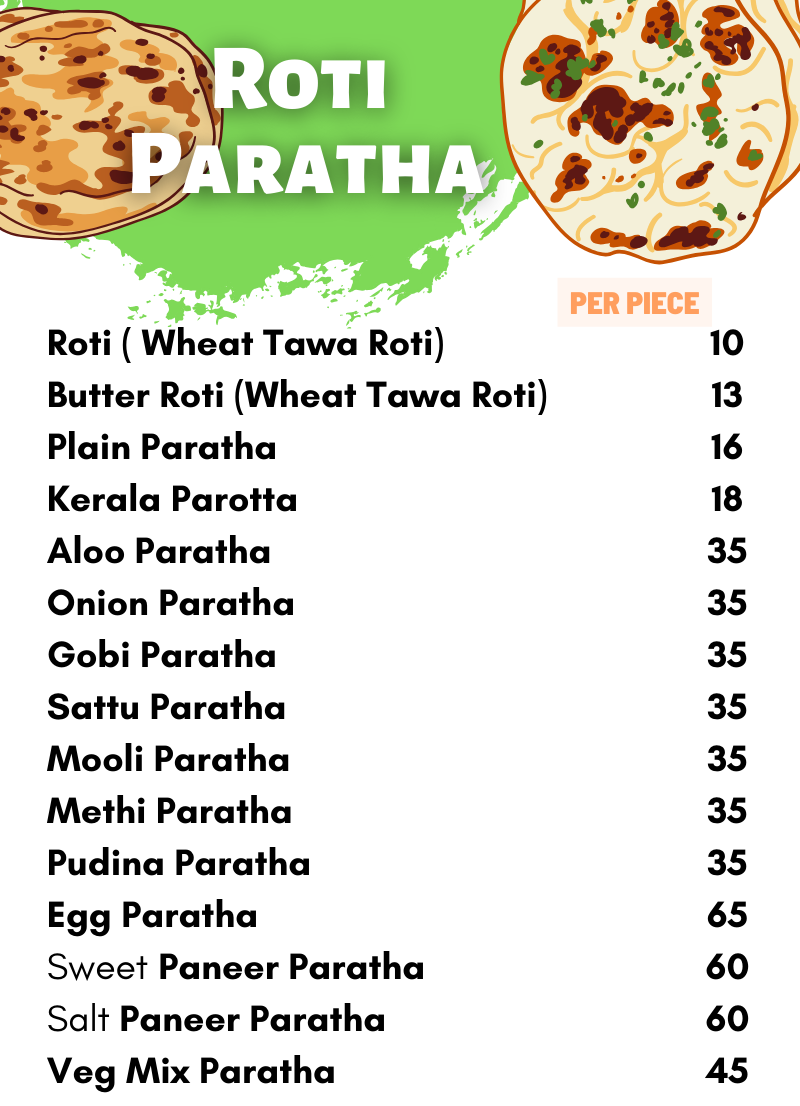 Roti
Paratha
PER PIECE
Roti ( Wheat Tawa Roti) 10
Butter Roti (Wheat Tawa Roti) 13
Plain Paratha 16
Kerala Parotta 18
Aloo Paratha 35
Onion Paratha 35
Gobi Paratha 35
Sattu Paratha 35
Mooli Paratha 35
Methi Paratha 35
Pudina Paratha 35
Egg Paratha 65
Sweet Paneer Paratha 60
Salt Paneer Paratha 60
Veg Mix Paratha 45